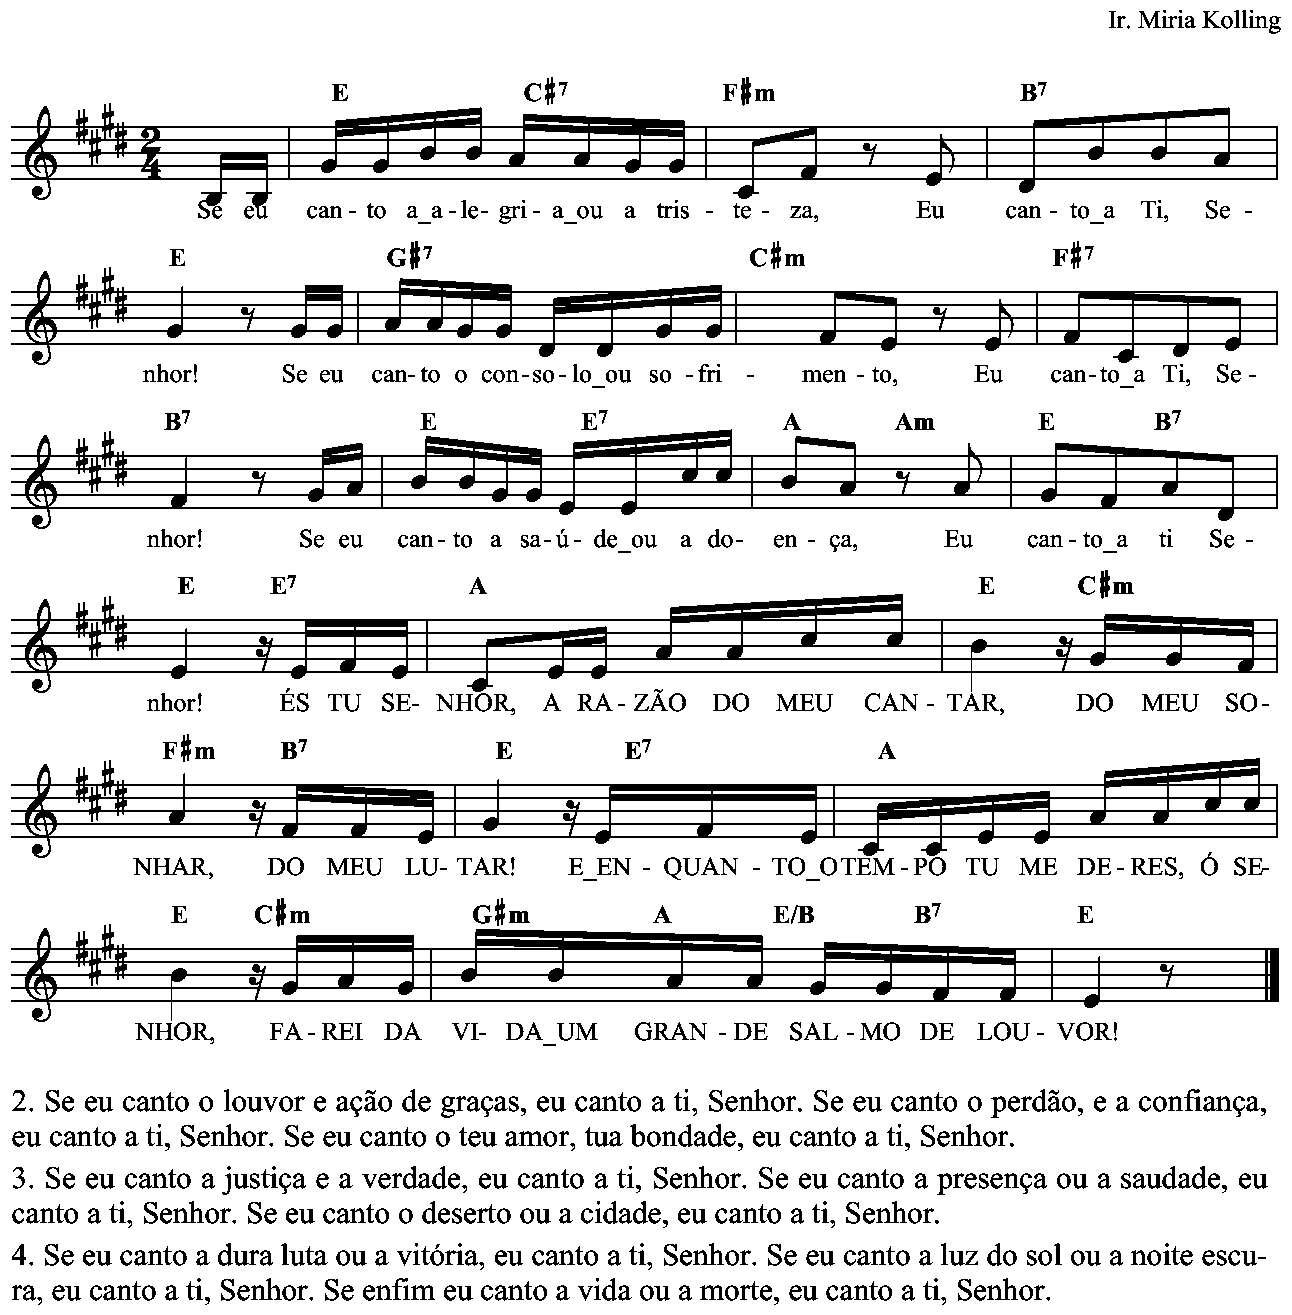 Ir. Miria Kolling
E C#7 F#m B7
2 4
Se eu can- to a_a-le- gri-a_ou a tris - te - za, Eu can-to_a Ti, Se -
E G#7 C#m F#7
nhor! Se eu can-to o con-so-lo_ou so-fri - men-to, Eu can-to_a Ti, Se-
B7 E E7 A Am E B7
nhor! Se eu can-to a sa-ú-de_ou a do- en-ça, Eu can-to_a ti Se -
E E7 A E C#m
nhor! ÉS TU SE- NHOR, A RA-ZÃO DO MEU CAN- TAR, DO MEU SO-
F#m B7 E E7 A
NHAR, DO MEU LU- TAR! E_EN - QUAN - TO_O TEM-PO TU ME DE-RES, Ó SE-
E C#m G#m A E/B B7 E
NHOR, FA-REI DA VI- DA_UM GRAN-DE SAL-MO DE LOU-VOR!
2. Se eu canto o louvor e ação de graças, eu canto a ti, Senhor. Se eu canto o perdão, e a confiança,
eu canto a ti, Senhor. Se eu canto o teu amor, tua bondade, eu canto a ti, Senhor.
3. Se eu canto a justiça e a verdade, eu canto a ti, Senhor. Se eu canto a presença ou a saudade, eu
canto a ti, Senhor. Se eu canto o deserto ou a cidade, eu canto a ti, Senhor.
4. Se eu canto a dura luta ou a vitória, eu canto a ti, Senhor. Se eu canto a luz do sol ou a noite escu-
ra, eu canto a ti, Senhor. Se enfim eu canto a vida ou a morte, eu canto a ti, Senhor.